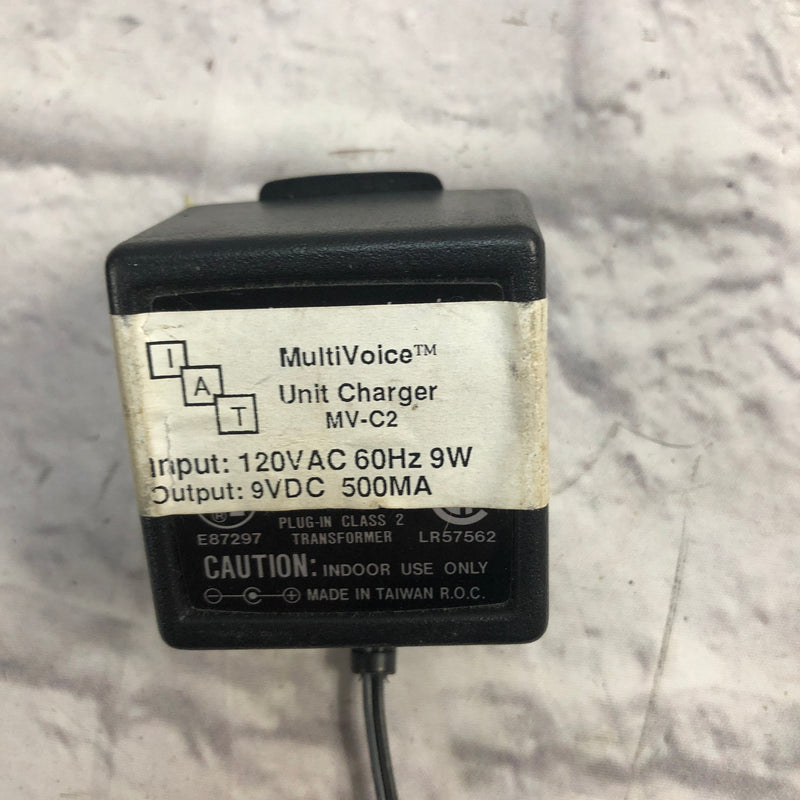 I
A
T
MultiVoice™
Unit Charger
MV-C2
Input: 120VAC 60Hz 9W
Output: 9VDC 500MA
PLUG-IN CLASS 2
E87297 TRANSFORMER LR57562
CAUTION: INDOOR USE ONLY
MADE IN TAIWAN R.O.C.